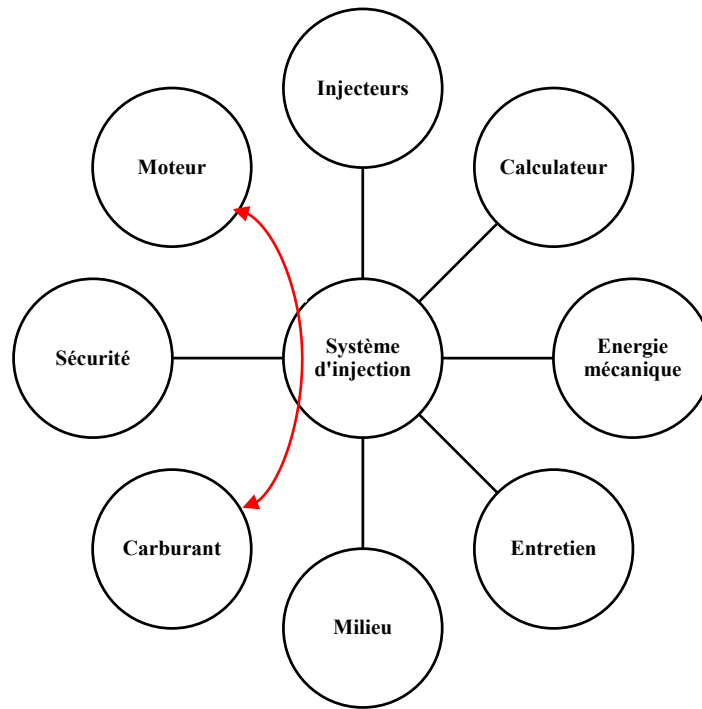 Injecteurs
Moteur
Calculateur
Sécurité
Système
d'injection
Energie
mécanique
Carburant
Entretien
Milieu